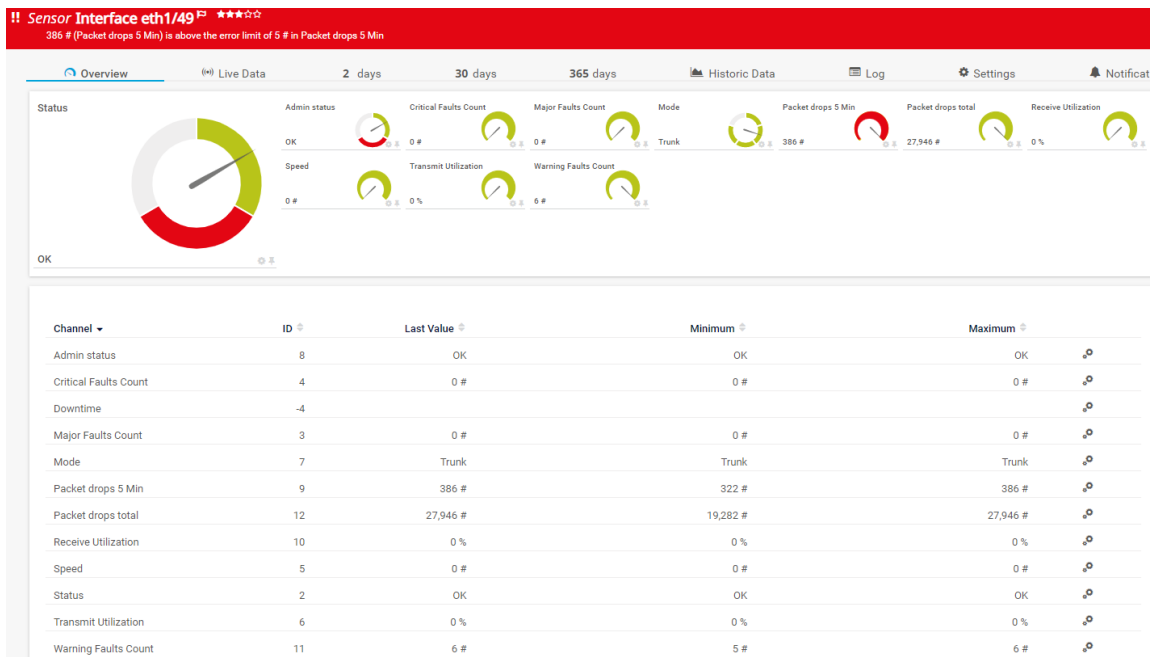 !! Sensor Interface eth1/49
386 # (Packet drops 5 Min) is above the error limit of 5 # in Packet drops 5 Min
Overview Live Data 2 days 30 days 365 days Historic Data Log Settings Notificat
Status
OK
Admin status Critical Faults Count Major Faults Count Mode Packet drops 5 Min Packet drops total Receive Utilization
OK 0 # 0 # Trunk 386 # 27,946 # 0 %
Speed Transmit Utilization Warning Faults Count
0 # 0 % 6 #
Channel ID Last Value Minimum Maximum
Admin status 8 OK OK OK
Critical Faults Count 4 0 # 0 # 0 #
Downtime -4
Major Faults Count 3 0 # 0 # 0 #
Mode 7 Trunk Trunk Trunk
Packet drops 5 Min 9 386 # 322 # 386 #
Packet drops total 12 27,946 # 19,282 # 27,946 #
Receive Utilization 10 0 % 0 % 0 %
Speed 5 0 # 0 # 0 #
Status 2 OK OK OK
Transmit Utilization 6 0 % 0 % 0 %
Warning Faults Count 11 6 # 5 # 6 #